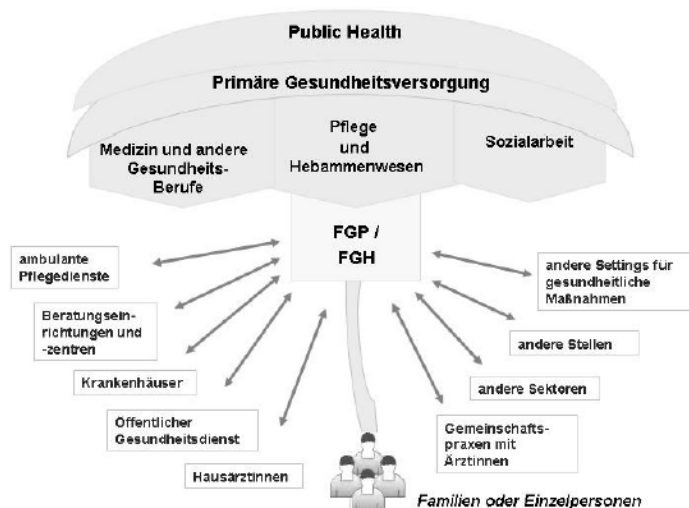 Public Health
Primäre Gesundheitsversorgung
Medizin und andere
Gesundheits-
Berufe
Pflege
und
Hebammenwesen
Sozialarbeit
FGP /
FGH
ambulante
Pflegedienste
Beratungsein-
richtungen und
-zentren
Krankenhäuser
Öffentlicher
Gesundheitsdienst
Hausärztinnen
andere Settings für
gesundheitliche
Maßnahmen
andere Stellen
andere Sektoren
Gemeinschafts-
praxen mit
Ärztinnen
Familien oder Einzelpersonen